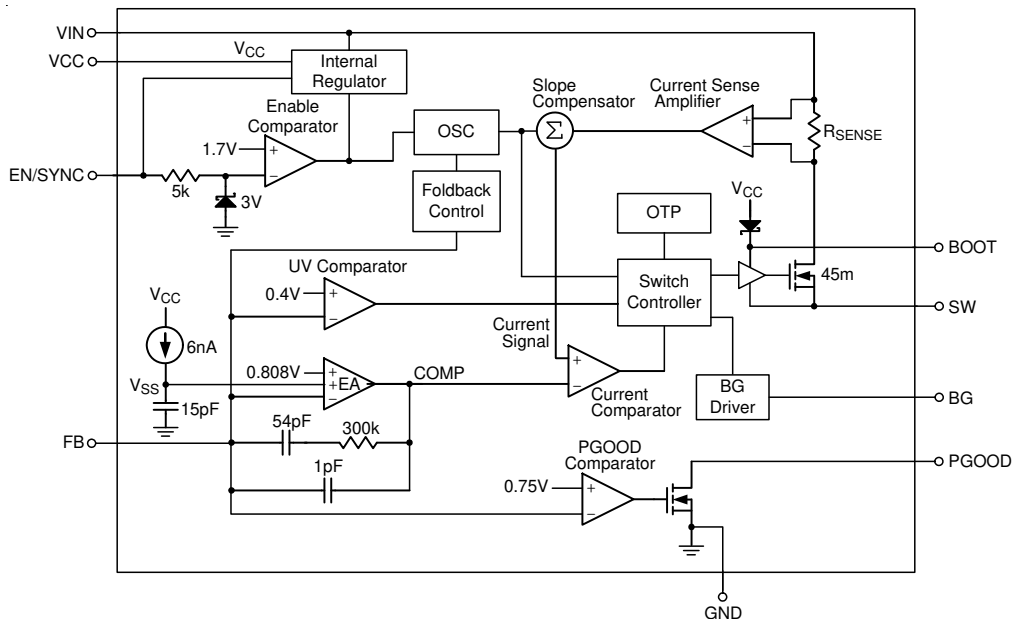 VIN
VCC
VCC
Internal
Regulator
Enable
Comparator
1.7V
+
−
EN/SYNC
5k
3V
OSC
Foldback
Control
Slope
Compensator
Σ
Current Sense
Amplifier
+
−
RSENSE
OTP
VCC
BOOT
45m
SW
Switch
Controller
UV Comparator
0.4V
+
−
VCC
6nA
VSS
15pF
0.808V
+
+EA
−
COMP
Current
Signal
+
−
Current
Comparator
BG
Driver
BG
FB
54pF
300k
1pF
PGOOD
Comparator
0.75V
+
−
PGOOD
GND